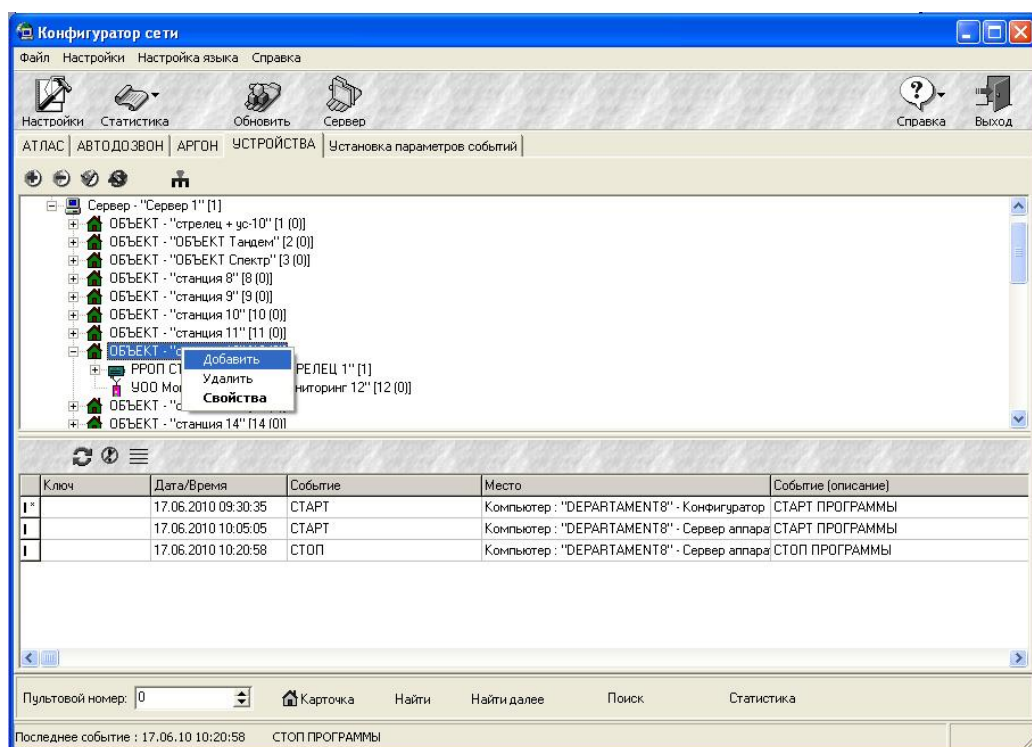 Конфигуратор сети
Файл Настройки Настройка языка Справка
Настройки Статистика Обновить Сервер Справка Выход
АТЛАС АВТОДОЗВОН АРГОН УСТРОЙСТВА Установка параметров событий
Сервер - "Сервер 1" [1]
ОБЪЕКТ - "стрелец + ус-10" [1 (0)]
ОБЪЕКТ - "ОБЪЕКТ Тандем" [2 (0)]
ОБЪЕКТ - "ОБЪЕКТ Спектр" [3 (0)]
ОБЪЕКТ - "станция 8" [8 (0)]
ОБЪЕКТ - "станция 9" [9 (0)]
ОБЪЕКТ - "станция 10" [10 (0)]
ОБЪЕКТ - "станция 11" [11 (0)]
ОБЪЕКТ - "с
Добавить
РРОП СТ РЕЛЕЦ 1" [1]
Удалить
УОО Мо ниторинг 12" [12 (0)]
Свойства
ОБЪЕКТ - "с
ОБЪЕКТ - "станция 14" [14 (0)]
Ключ Дата/Время Событие Место Событие (описание)
17.06.2010 09:30:35 СТАРТ Компьютер : "DEPARTAMENT8" - Конфигуратор СТАРТ ПРОГРАММЫ
17.06.2010 10:05:05 СТАРТ Компьютер : "DEPARTAMENT8" - Сервер аппара СТАРТ ПРОГРАММЫ
17.06.2010 10:20:58 СТОП Компьютер : "DEPARTAMENT8" - Сервер аппара СТОП ПРОГРАММЫ
Пультовой номер: 0 Карточка Найти Найти далее Поиск Статистика
Последнее событие : 17.06.10 10:20:58 СТОП ПРОГРАММЫ